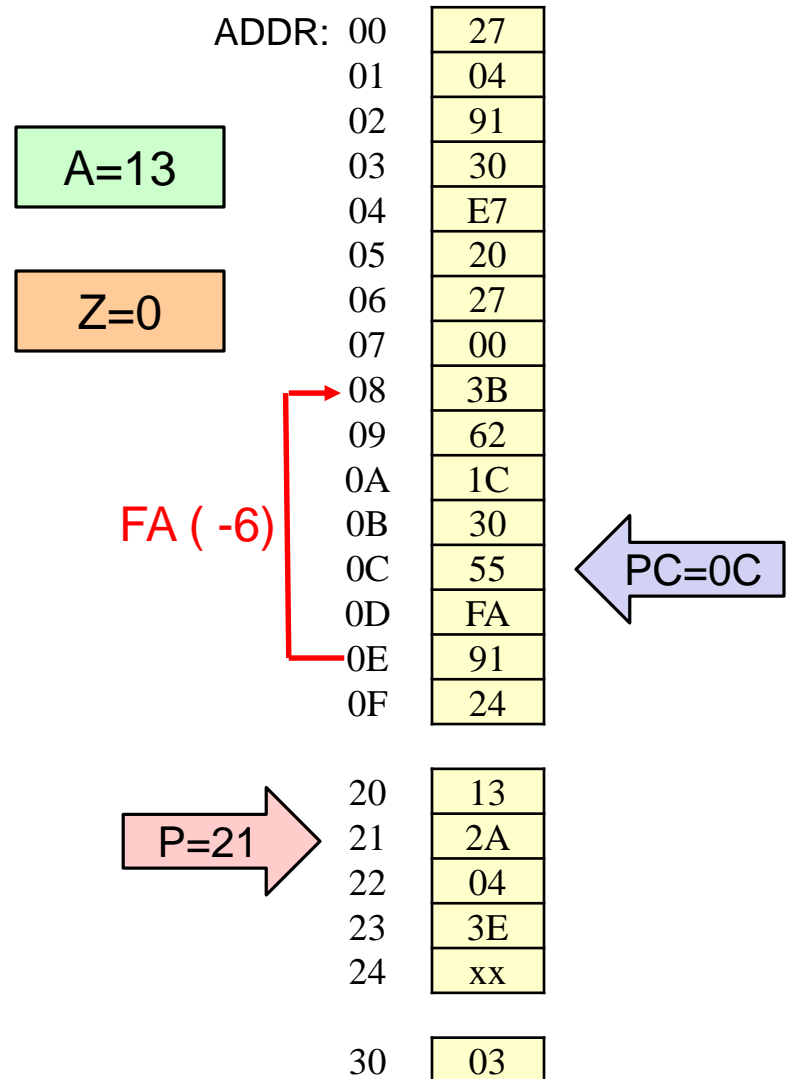 ADDR: 00 27
01 04
02 91
A=13 03 30
04 E7
05 20
Z=0 06 27
07 00
08 3B
09 62
0A 1C
FA ( -6) 0B 30
0C 55 PC=0C
0D FA
0E 91
0F 24
20 13
P=21 21 2A
22 04
23 3E
24 xx
30 03